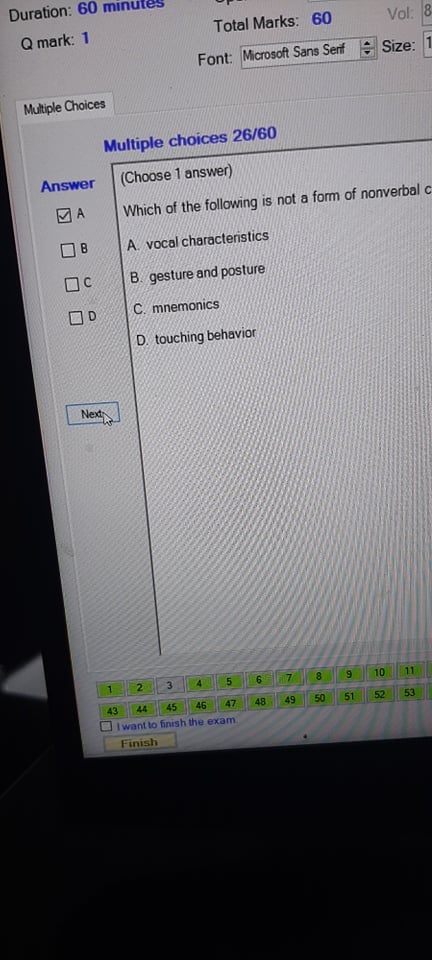 Duration: 60 minutes
Q mark: 1
Total Marks: 60
Vol: 8
Font: Microsoft Sans Serif
Size: 1
Multiple Choices
Multiple choices 26/60
Answer
(Choose 1 answer)
Which of the following is not a form of nonverbal c
A
B
C
D
A. vocal characteristics
B. gesture and posture
C. mnemonics
D. touching behavior
Next
1 2 3 4 5 6 7 8 9 10 11
43 44 45 46 47 48 49 50 51 52 53
I want to finish the exam.
Finish